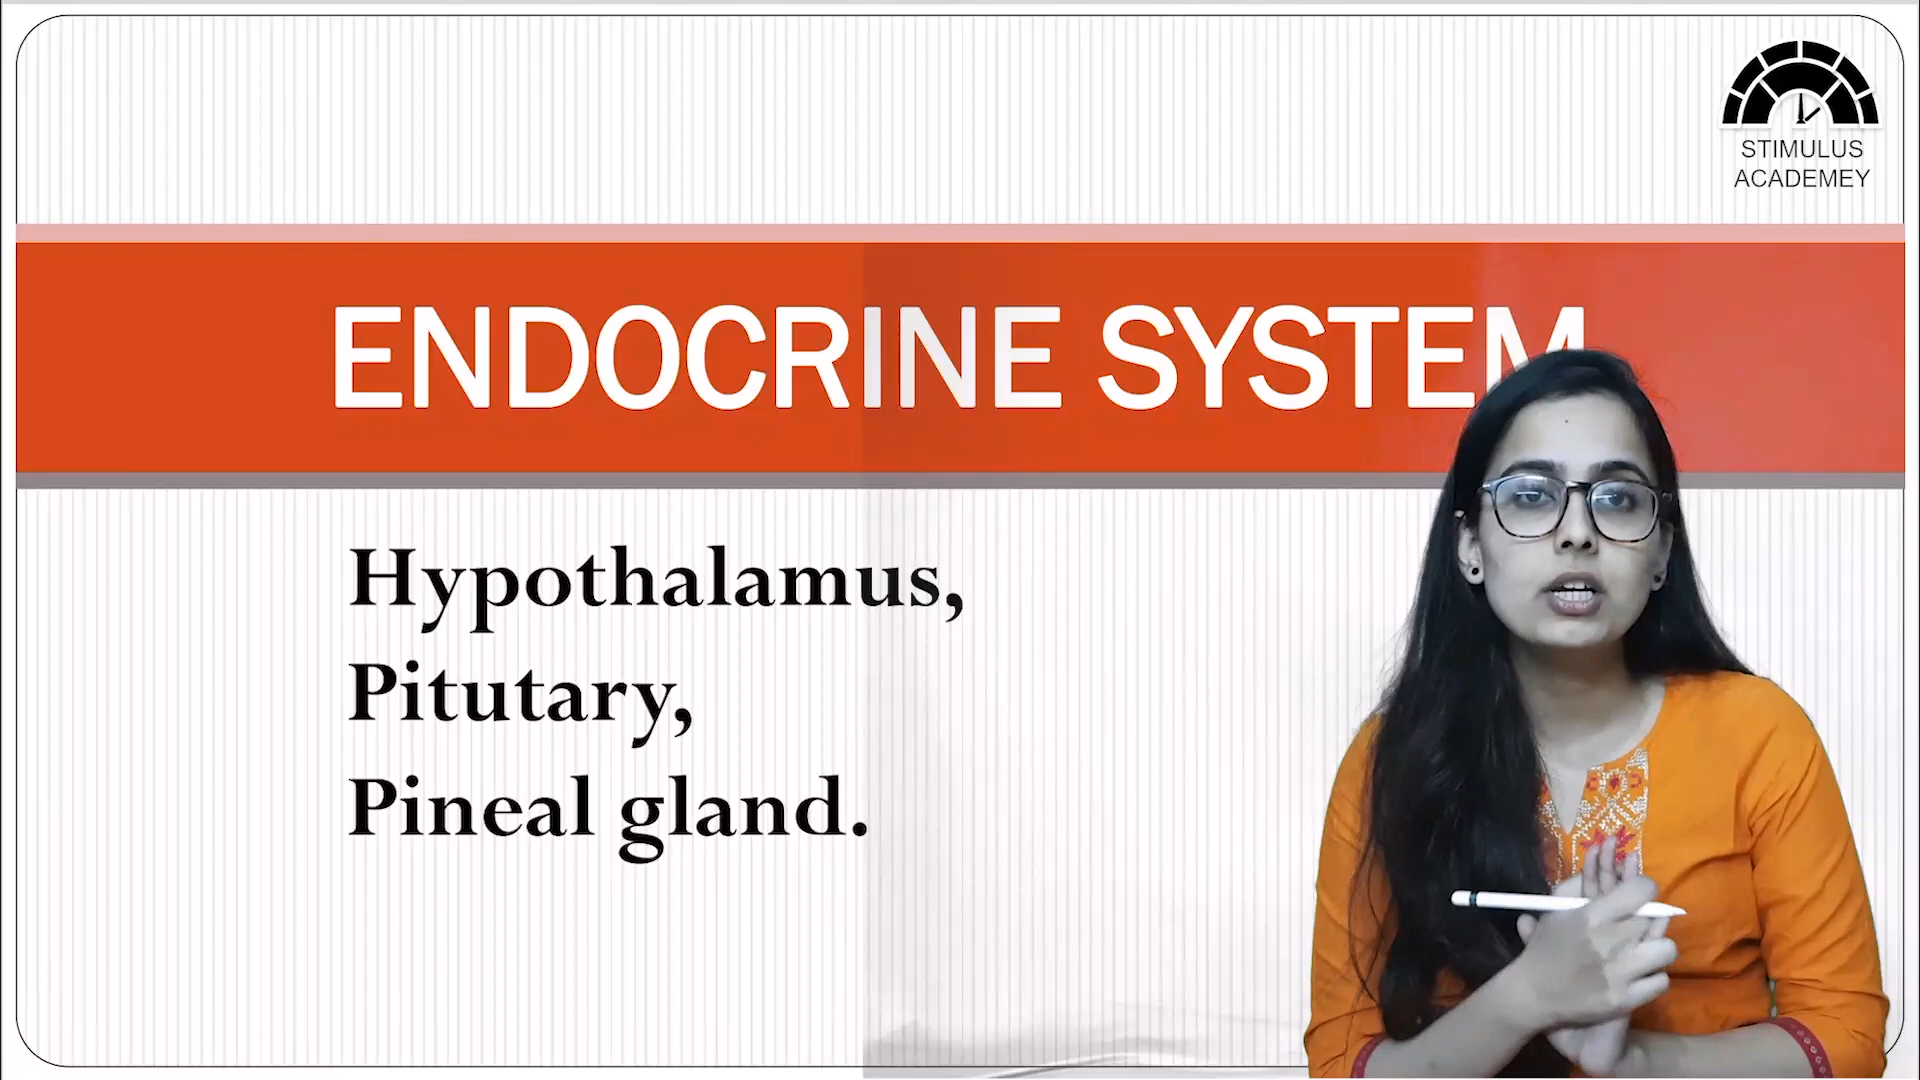 STIMULUS
ACADEMEY
ENDOCRINE SYSTEM
Hypothalamus,
Pitutary,
Pineal gland.